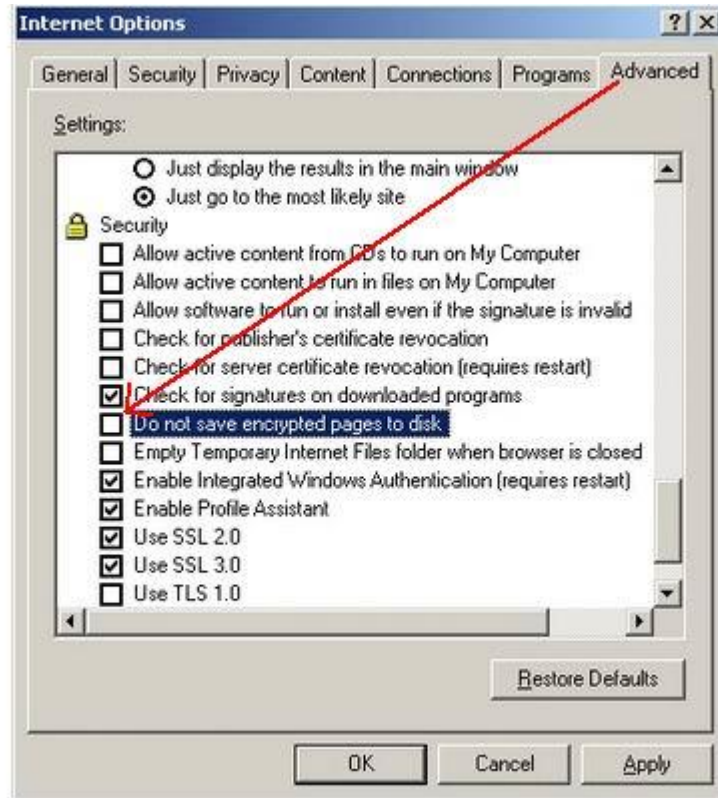 Internet Options
General Security Privacy Content Connections Programs Advanced
Settings:
Just display the results in the main window
Just go to the most likely site
Security
Allow active content from CDs to run on My Computer
Allow active content to run in files on My Computer
Allow software to run or install even if the signature is invalid
Check for publisher's certificate revocation
Check for server certificate revocation (requires restart)
Check for signatures on downloaded programs
Do not save encrypted pages to disk
Empty Temporary Internet Files folder when browser is closed
Enable Integrated Windows Authentication (requires restart)
Enable Profile Assistant
Use SSL 2.0
Use SSL 3.0
Use TLS 1.0
Restore Defaults
OK Cancel Apply